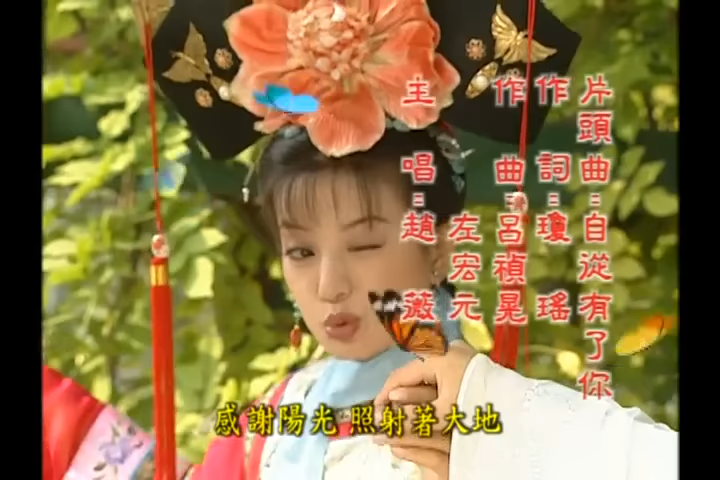 片頭曲：自從有了你
作　詞：瓊　瑤
作　曲：呂禎晃
左宏元
主　唱：趙　薇
感謝陽光 照射著大地